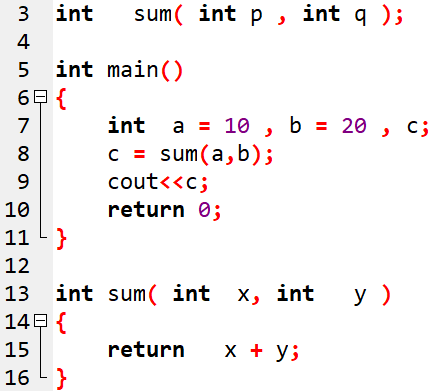 3 int   sum( int p , int q );
4
5 int main()
6 {
7     int  a = 10 , b = 20 , c;
8     c = sum(a,b);
9     cout<<c;
10     return 0;
11 }
12
13 int sum( int  x, int   y )
14 {
15     return   x + y;
16 }